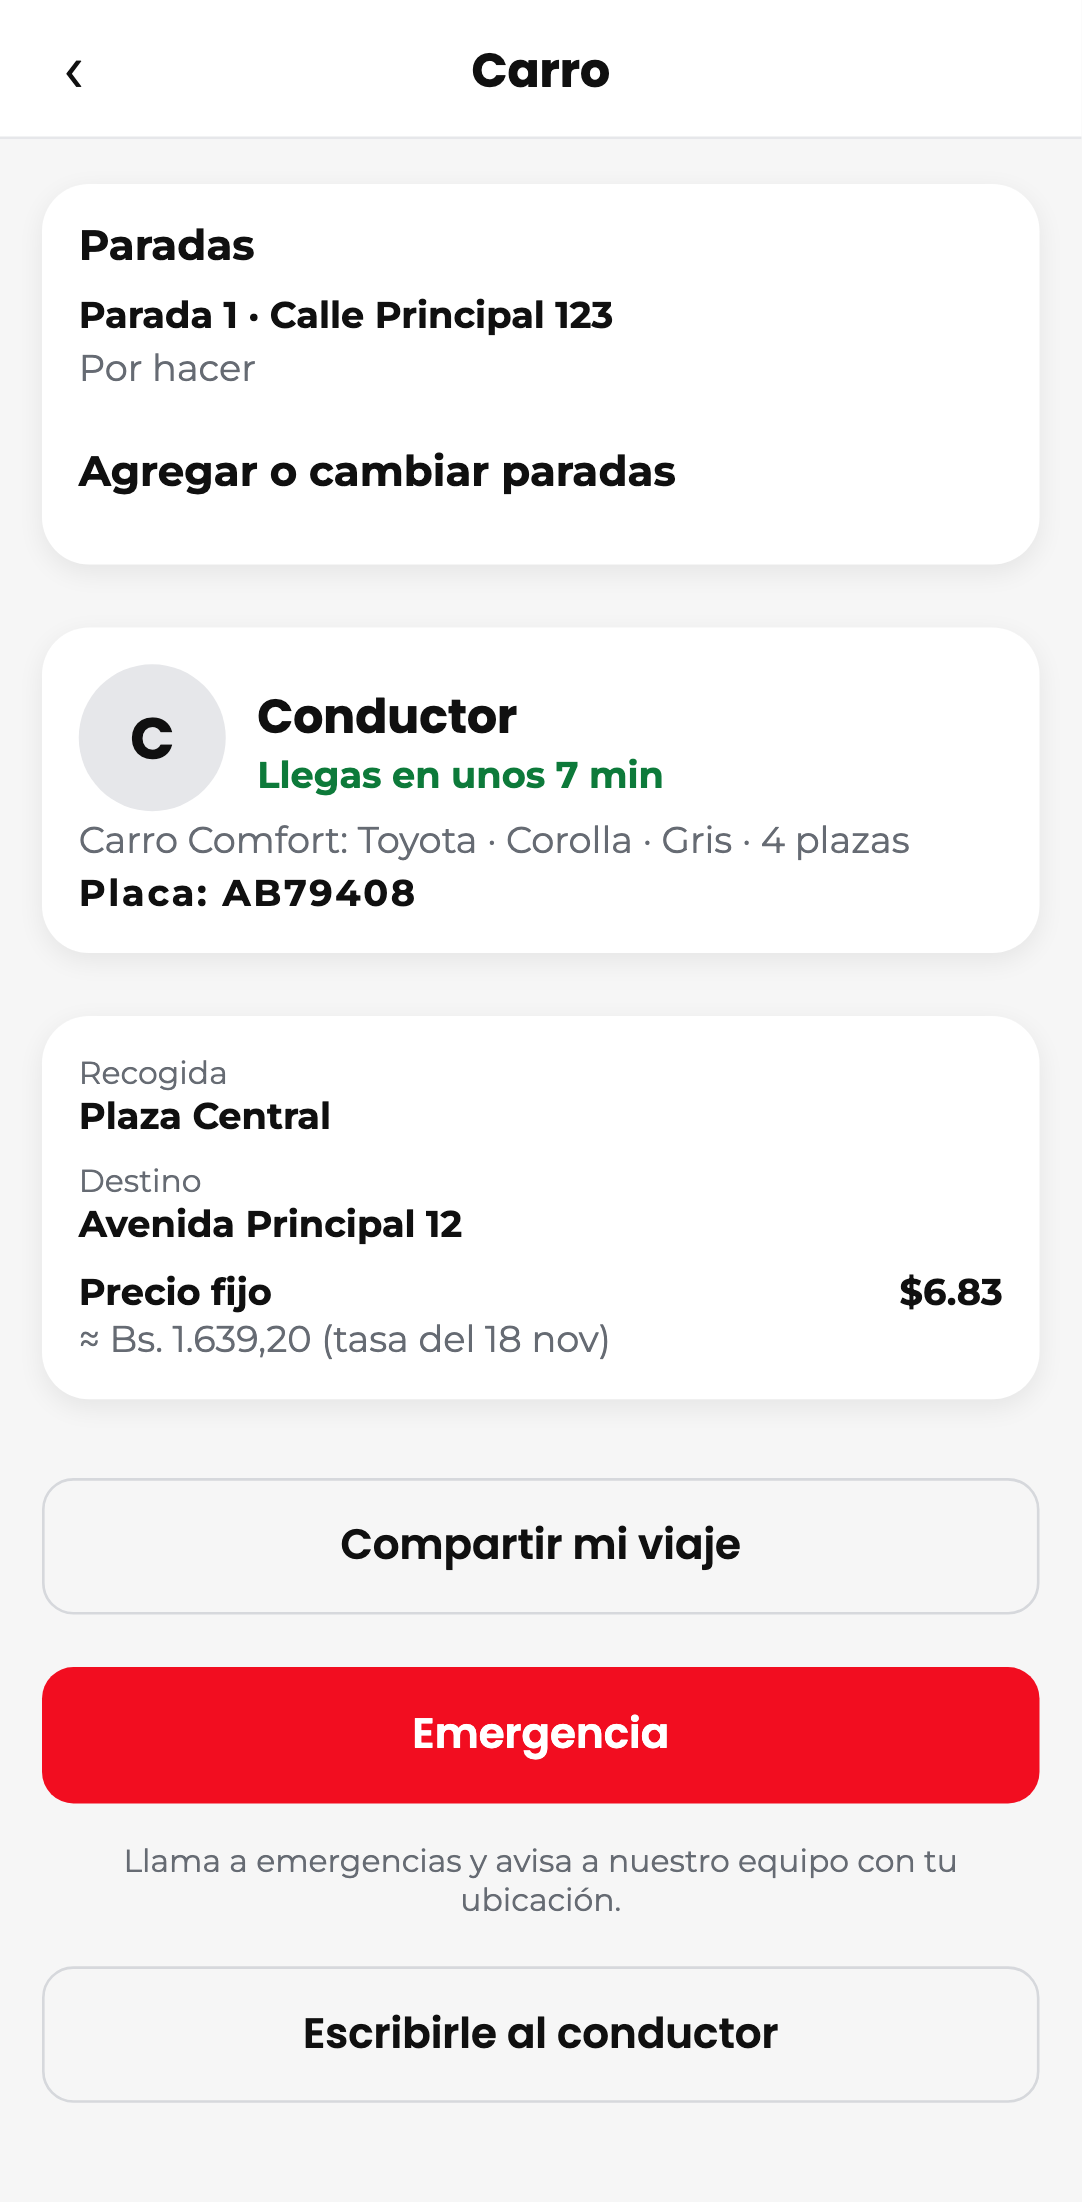 ‹
Carro
Paradas
Parada 1 · Calle Principal 123
Por hacer
Agregar o cambiar paradas
C
Conductor
Llegas en unos 7 min
Carro Comfort: Toyota · Corolla · Gris · 4 plazas
Placa: AB79408
Recogida
Plaza Central
Destino
Avenida Principal 12
Precio fijo $6.83
≈ Bs. 1.639,20 (tasa del 18 nov)
Compartir mi viaje
Emergencia
Llama a emergencias y avisa a nuestro equipo con tu
ubicación.
Escribirle al conductor